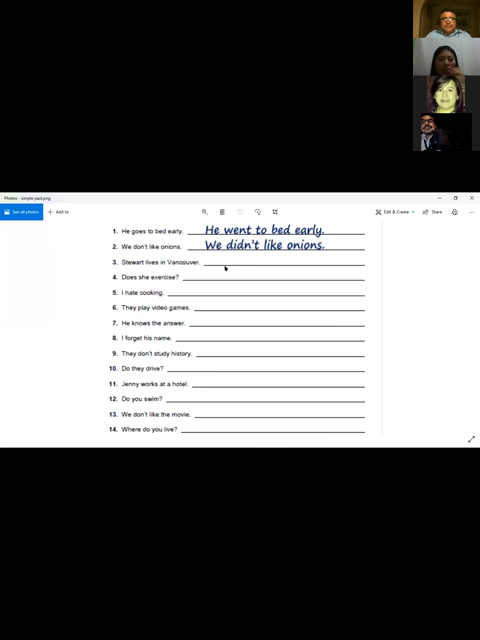 Photos - simple past.png
See all photos
+ Add to
Edit & Create
Share
1. He goes to bed early. He went to bed early.
2. We don't like onions. We didn't like onions.
3. Stewart lives in Vancouver.
4. Does she exercise?
5. I hate cooking.
6. They play video games.
7. He knows the answer.
8. I forget his name.
9. They don't study history.
10. Do they drive?
11. Jenny works at a hotel.
12. Do you swim?
13. We don't like the movie.
14. Where do you live?